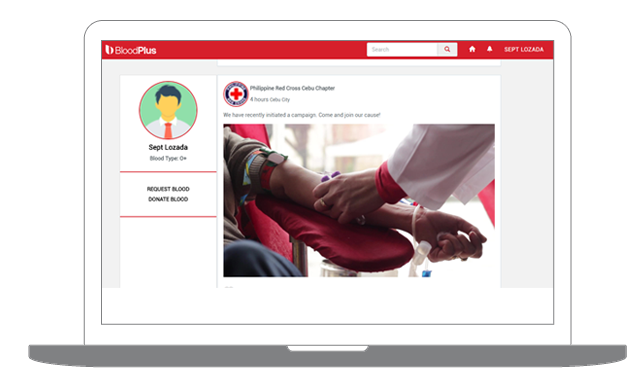 BloodPlus
Search
SEPT LOZADA
Sept Lozada
Blood Type: O+
REQUEST BLOOD
DONATE BLOOD
Philippine Red Cross Cebu Chapter
4 hours Cebu City
We have recently initiated a campaign. Come and join our cause!